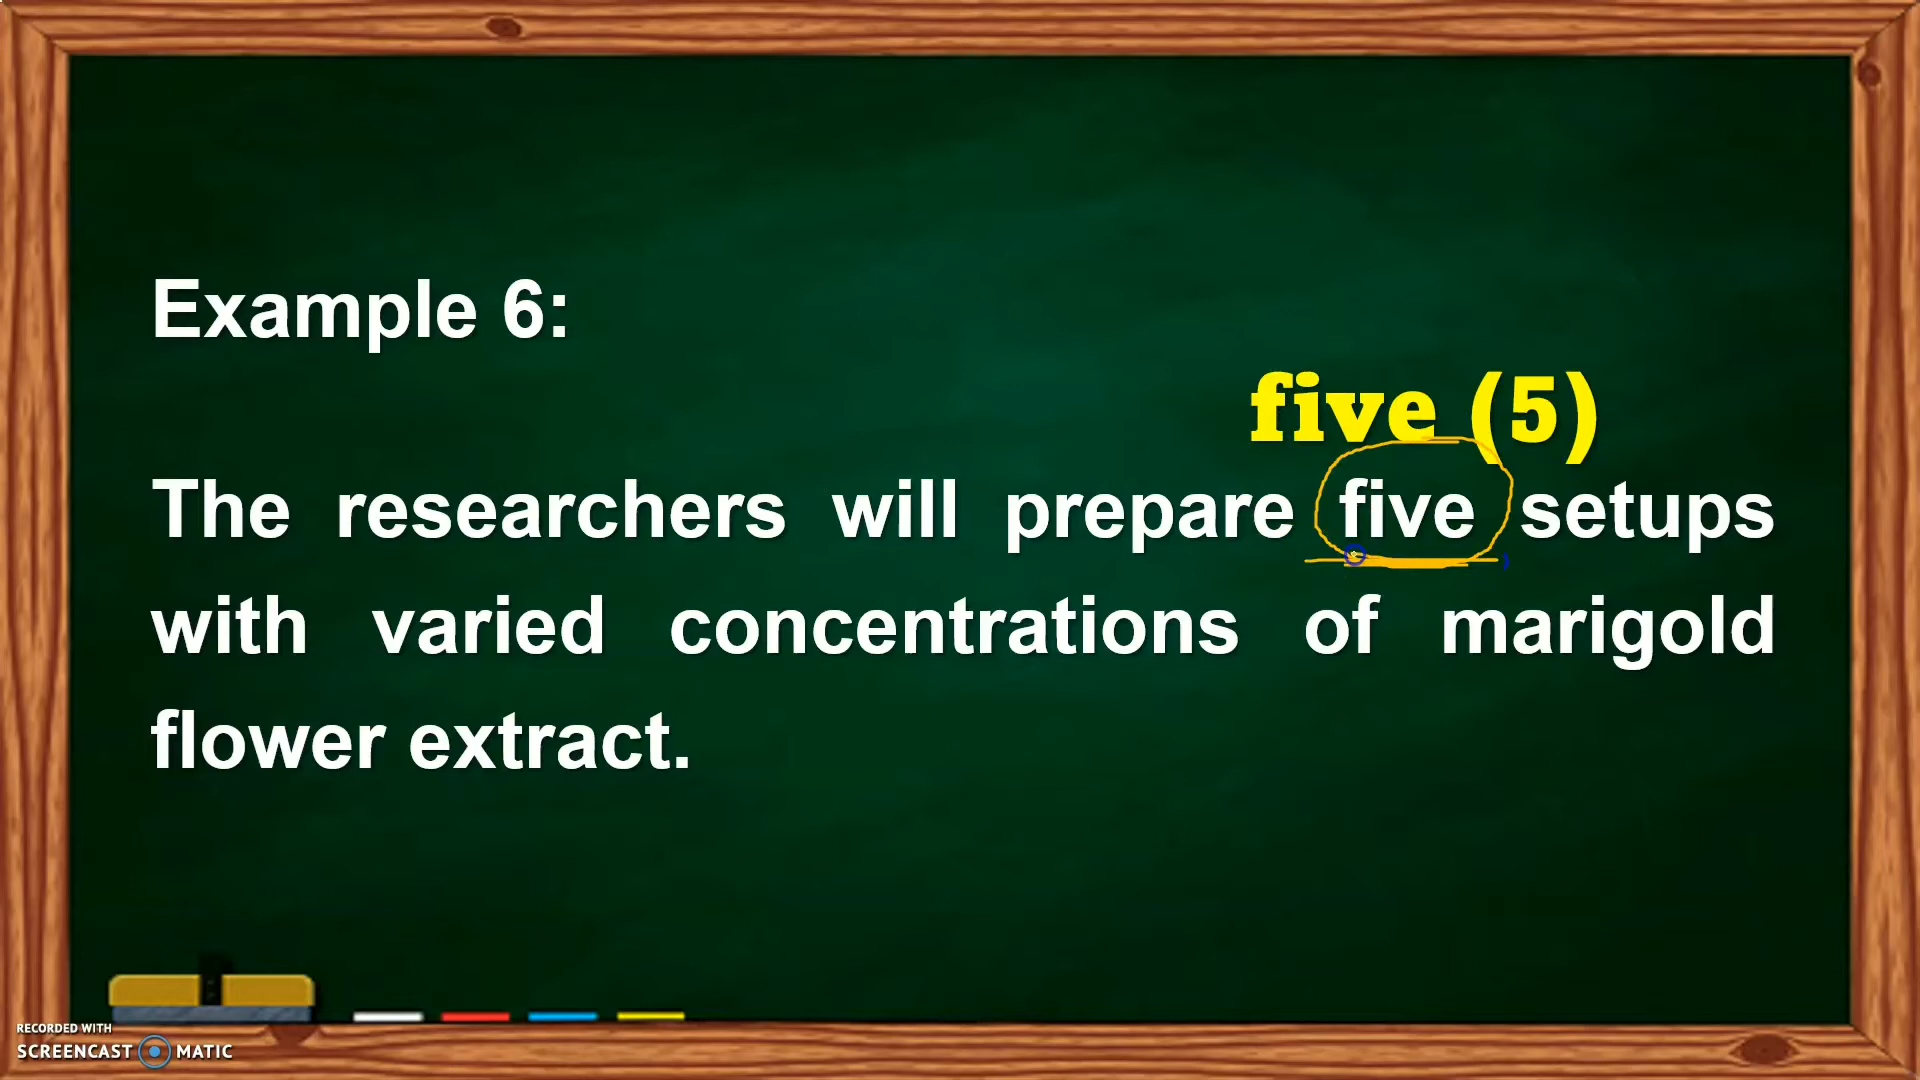 Example 6:
five (5)
The researchers will prepare five setups
with varied concentrations of marigold
flower extract.
RECORDED WITH
SCREENCAST MATIC